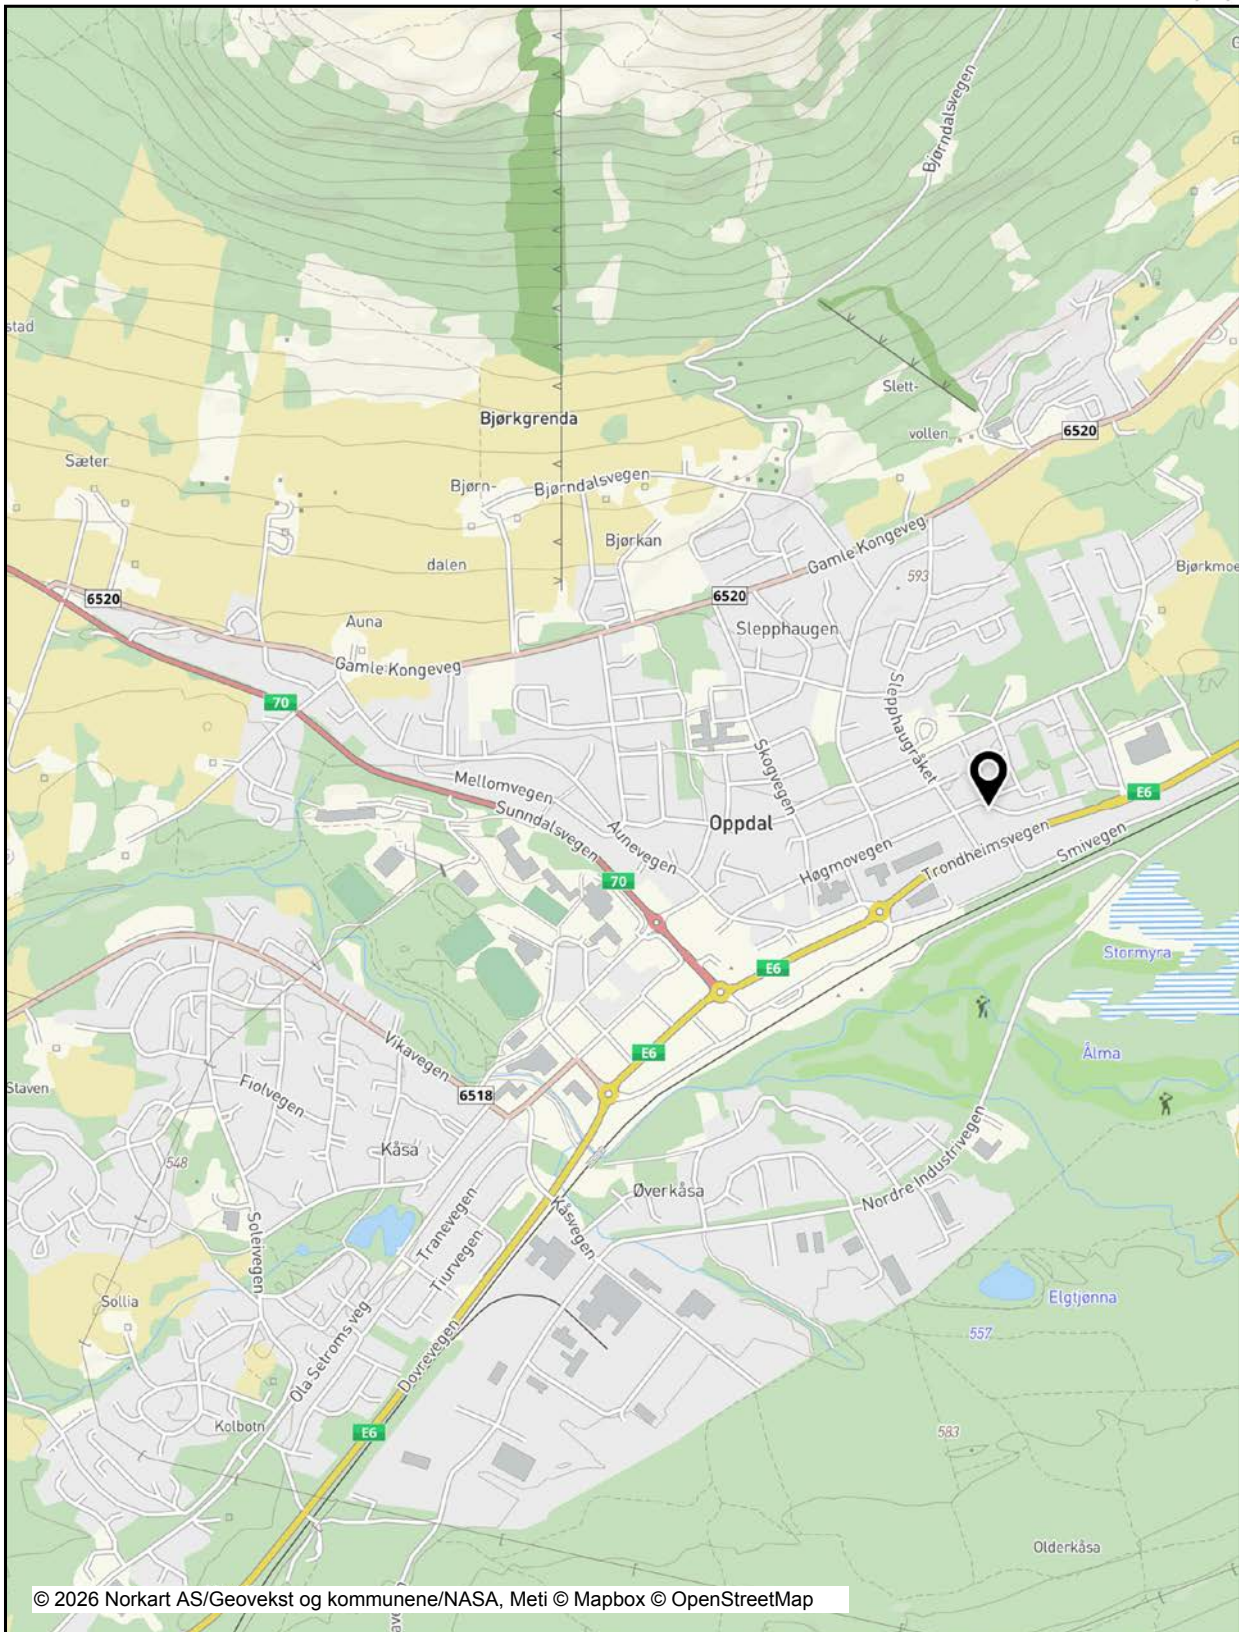 Bjørndalsvegen
stad
Slett-
vollen
Bjørkgrenda
6520
Sæter
Bjørn-
dalen
Bjørndalsvegen
Bjørkan
Gamle Kongeveg
593
Bjørkmoe
6520
6520
Auna
Slepphaugen
Gamle Kongeveg
70
Slepphaugråket
Skogvegen
Mellomvegen
Sunndalsvegen
Aunevegen
Oppdal
E6
Høgmovegen
Trondheimsvegen
Smivegen
70
Stormyra
E6
E6
Ålma
Vikavegen
Staven
Fiolvegen
6518
Kåsa
548
Øverkåsa
Nordre Industrivegen
Soleivegen
Tranevegen
Tiurvegen
Kåsvegen
Elgtjønna
Sollia
557
Ola Setroms veg
Dovrevegen
Kolbotn
E6
583
Olderkåsa
© 2026 Norkart AS/Geovekst og kommunene/NASA, Meti © Mapbox © OpenStreetMap